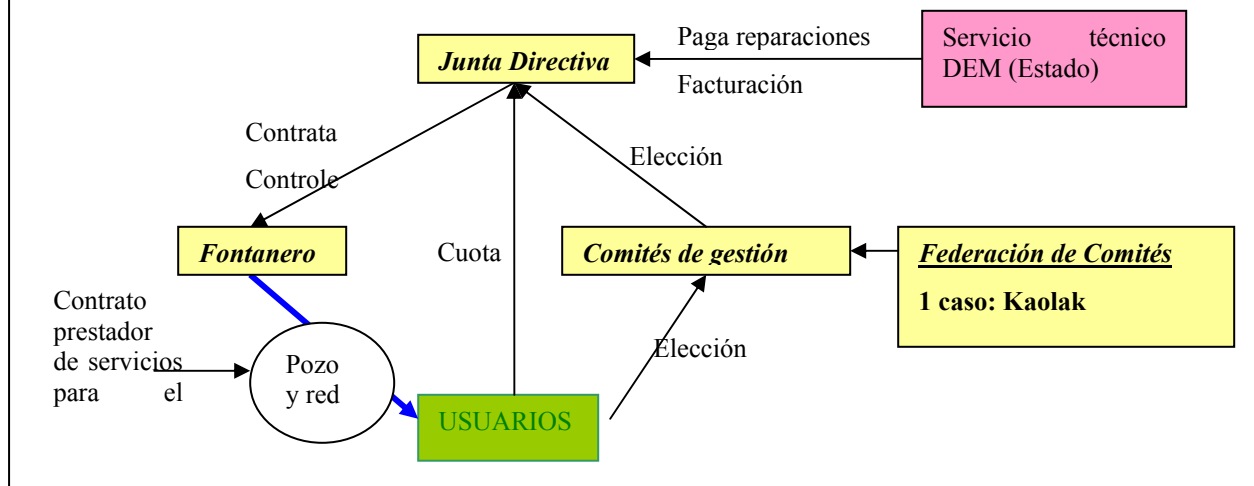 Paga reparaciones
Servicio técnico
DEM (Estado)
Junta Directiva
Facturación
Contrata
Elección
Controle
Fontanero
Cuota
Comités de gestión
Federación de Comités
1 caso: Kaolak
Contrato
prestador
de servicios
para el
Pozo
y red
Elección
USUARIOS